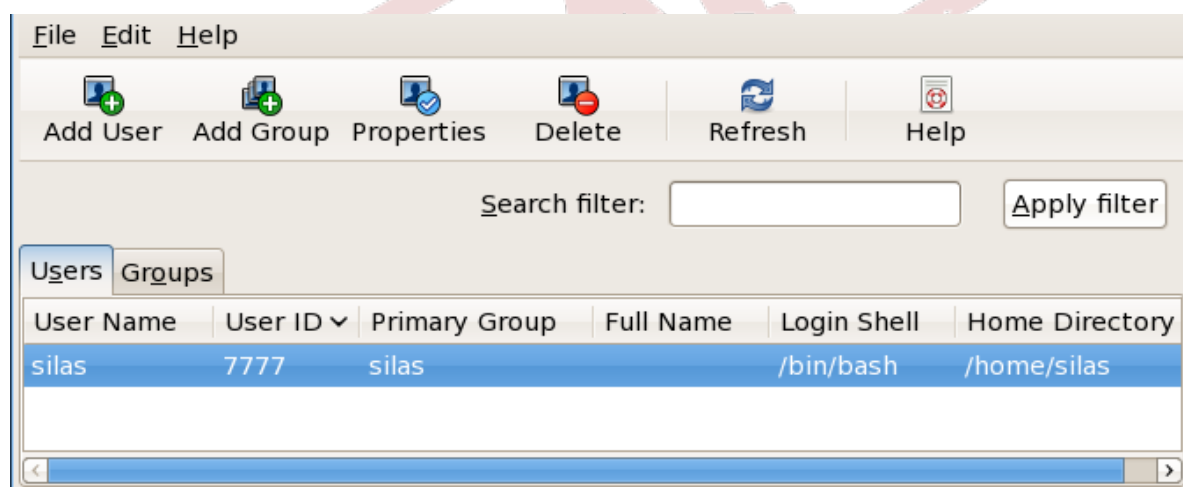 File Edit Help
Add User Add Group Properties Delete Refresh Help
Search filter: Apply filter
Users Groups
User Name User ID Primary Group Full Name Login Shell Home Directory
silas 7777 silas /bin/bash /home/silas